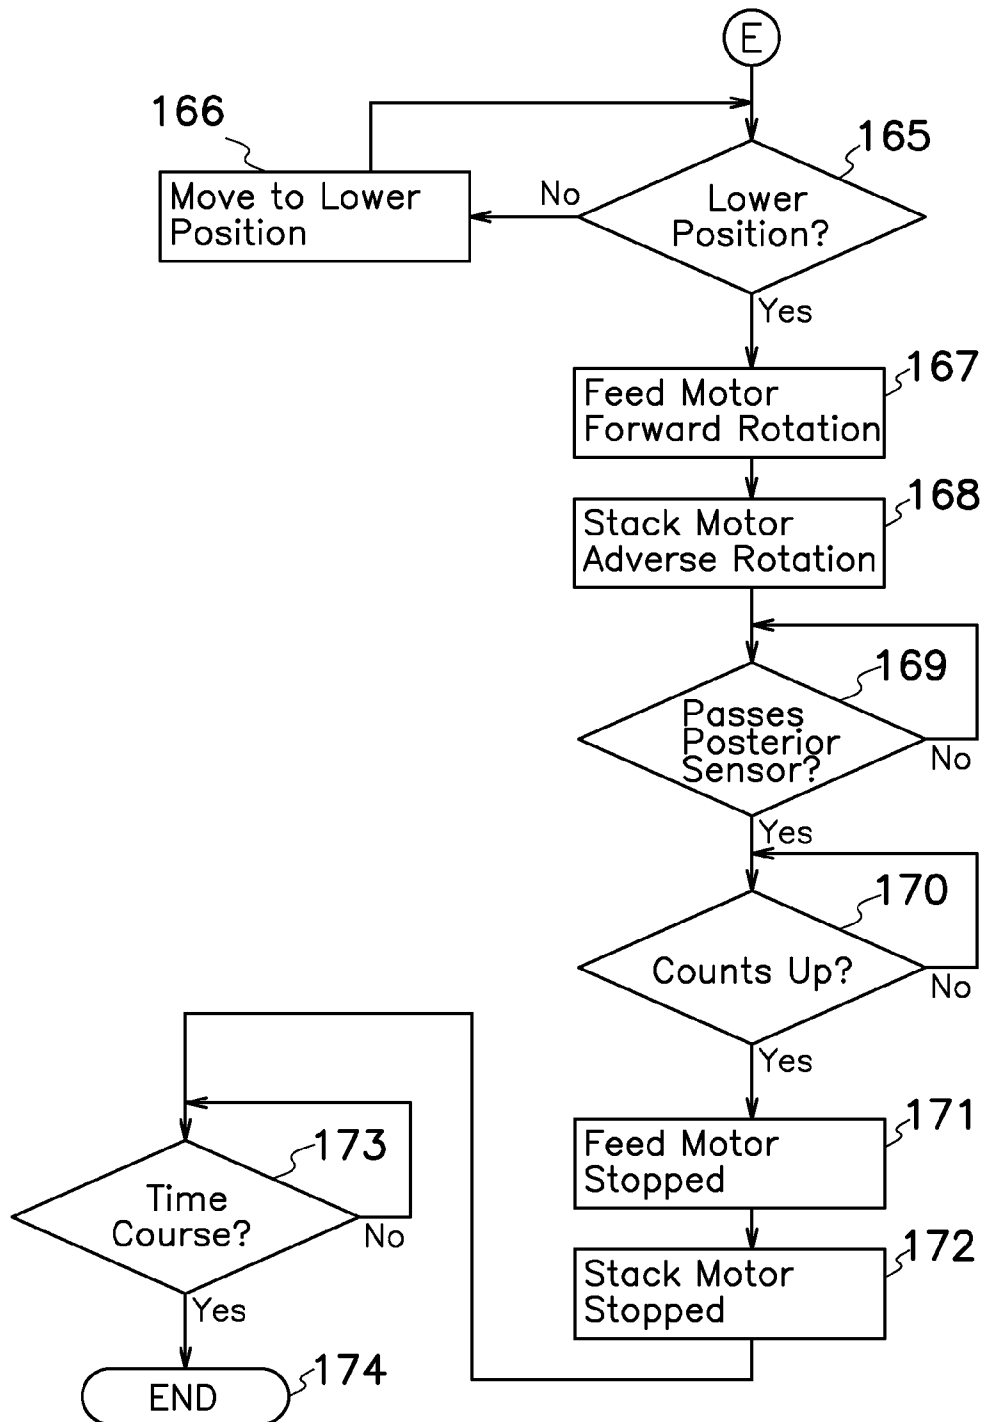 E
166
165
Move to Lower
Position
No
Lower
Position?
Yes
167
Feed Motor
Forward Rotation
168
Stack Motor
Adverse Rotation
169
Passes
Posterior
Sensor?
No
Yes
170
Counts Up?
No
Yes
171
Feed Motor
Stopped
172
Stack Motor
Stopped
173
Time
Course?
No
Yes
174
END